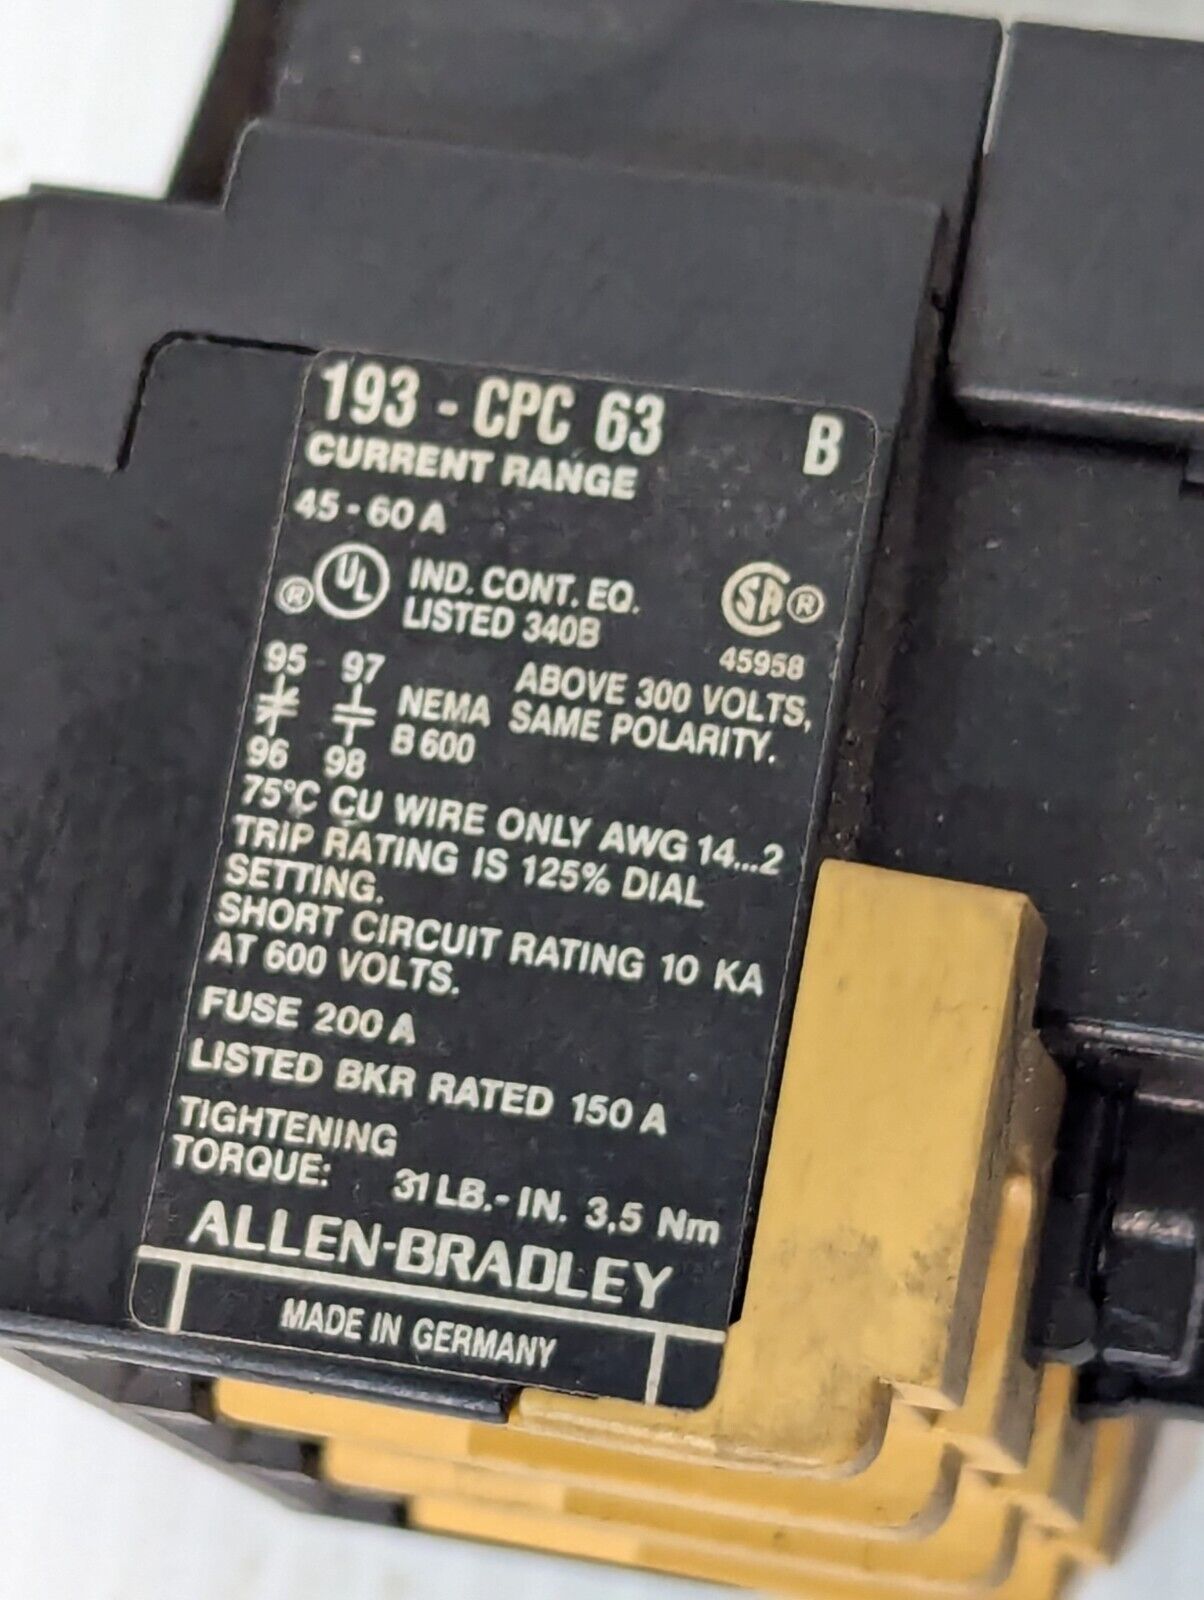 193 - CPC 63 B
CURRENT RANGE
45 - 60 A
® UL IND. CONT. EQ.
LISTED 340B
SA ®
45958
95 97
96 98
NEMA
B 600
ABOVE 300 VOLTS,
SAME POLARITY.
75°C CU WIRE ONLY AWG 14...2
TRIP RATING IS 125% DIAL
SETTING.
SHORT CIRCUIT RATING 10 KA
AT 600 VOLTS.
FUSE 200 A
LISTED BKR RATED 150 A
TIGHTENING
TORQUE: 31 LB.- IN. 3,5 Nm
ALLEN-BRADLEY
MADE IN GERMANY